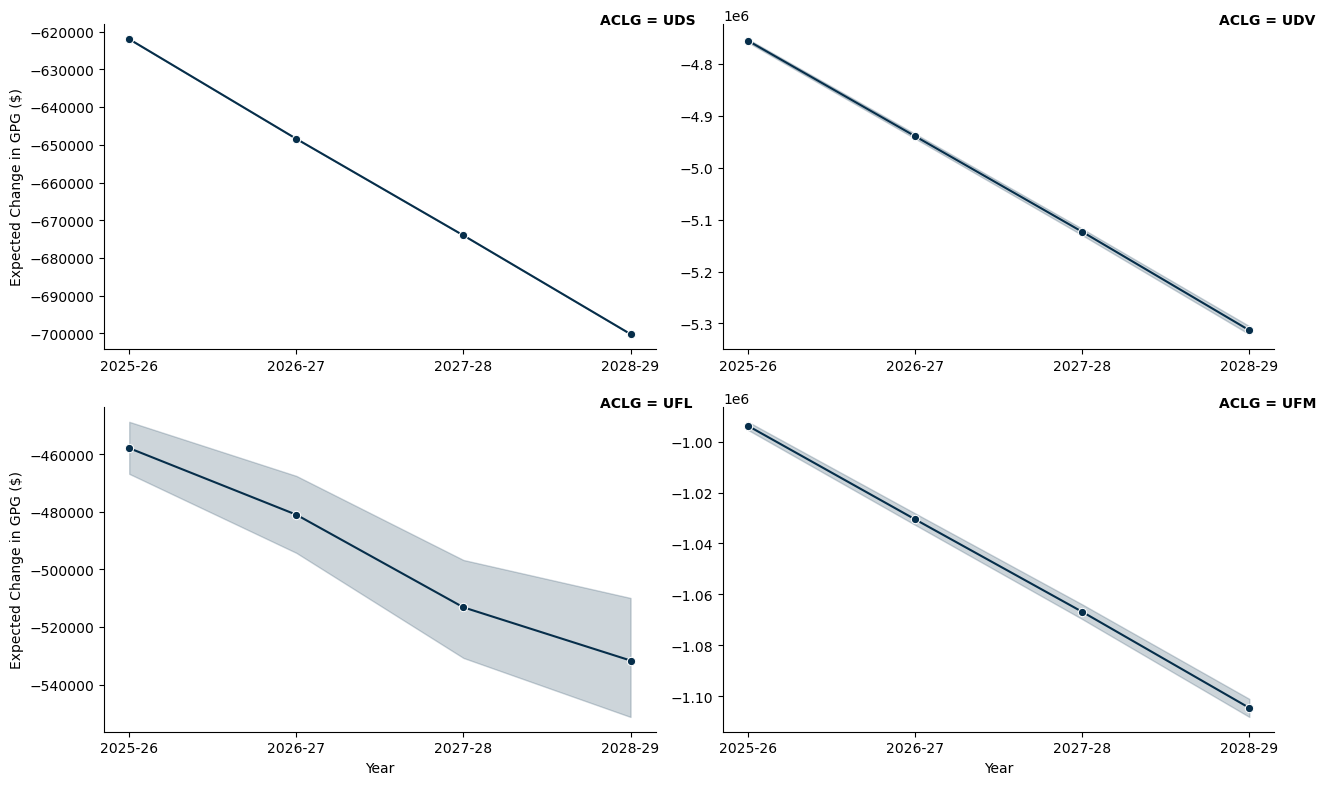 ACLG = UDS
Expected Change in GPG ($)
−620000
−630000
−640000
−650000
−660000
−670000
−680000
−690000
−700000
2025-26 2026-27 2027-28 2028-29
1e6
ACLG = UDV
−4.8
−4.9
−5.0
−5.1
−5.2
−5.3
2025-26 2026-27 2027-28 2028-29
ACLG = UFL
Expected Change in GPG ($)
−460000
−480000
−500000
−520000
−540000
2025-26 2026-27 2027-28 2028-29
Year
1e6
ACLG = UFM
−1.00
−1.02
−1.04
−1.06
−1.08
−1.10
2025-26 2026-27 2027-28 2028-29
Year